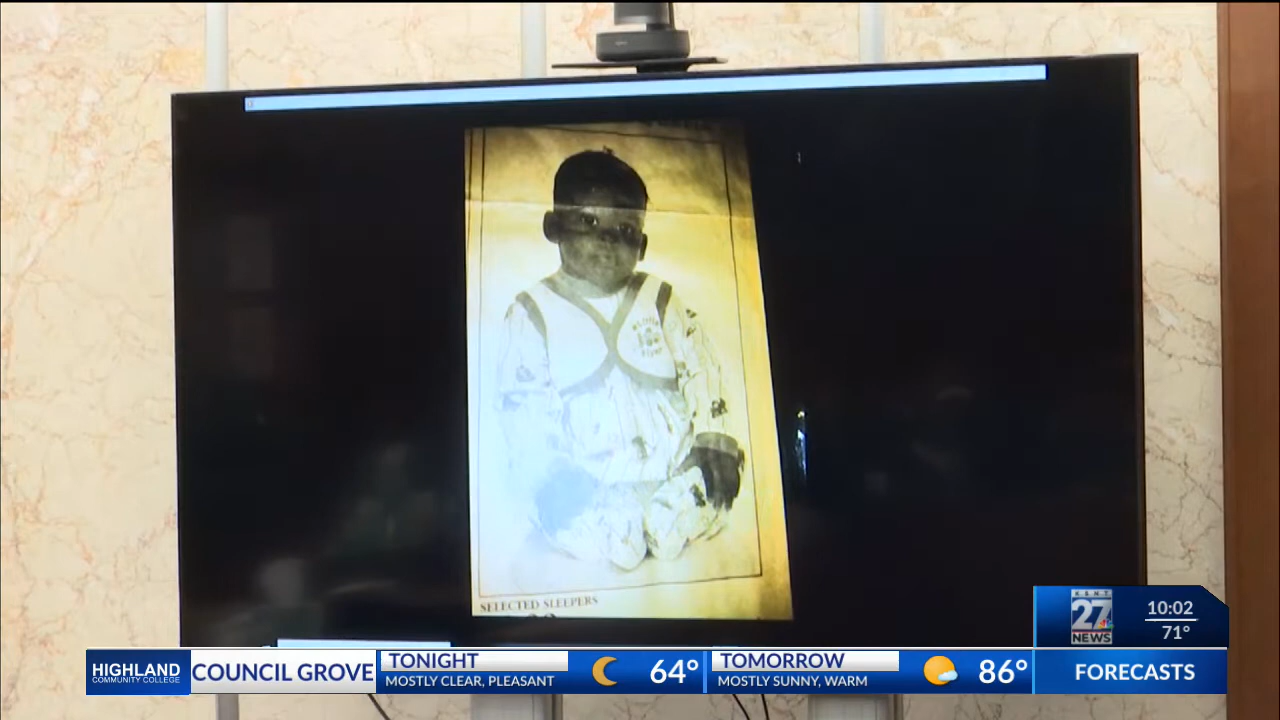 SELECTED SLEEPERS
KSNT
27
NEWS
10:02
71°
HIGHLAND
COMMUNITY COLLEGE
COUNCIL GROVE
TONIGHT
MOSTLY CLEAR, PLEASANT
64°
TOMORROW
MOSTLY SUNNY, WARM
86°
FORECASTS